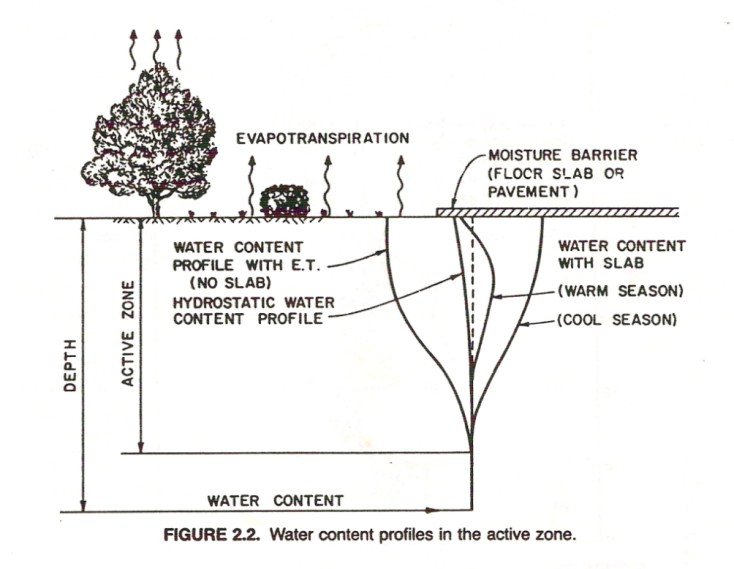 EVAPOTRANSPIRATION
MOISTURE BARRIER
(FLOCR SLAB OR
PAVEMENT)
WATER CONTENT
PROFILE WITH E.T.
(NO SLAB)
HYDROSTATIC WATER
CONTENT PROFILE
WATER CONTENT
WITH SLAB
(WARM SEASON)
(COOL SEASON)
DEPTH
ACTIVE ZONE
WATER CONTENT
FIGURE 2.2. Water content profiles in the active zone.